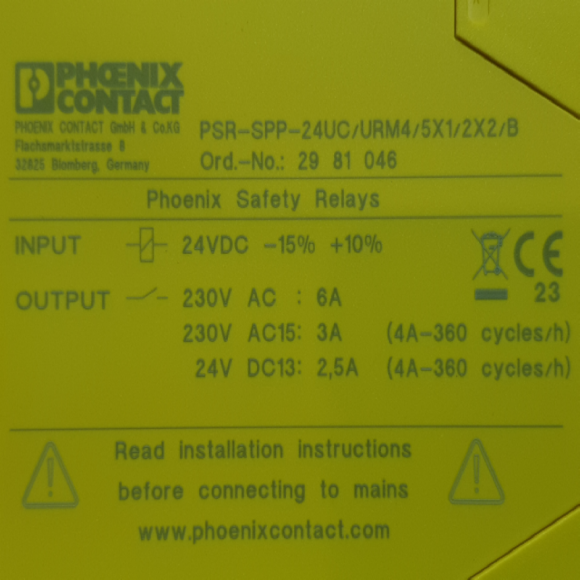 PHŒNIX
CONTACT
PHOENIX CONTACT GmbH & Co.KG
Flachsmarktstrasse 8
32825 Blomberg, Germany
PSR-SPP-24UC/URM4/5X1/2X2/B
Ord.-No.: 29 81 046
Phoenix Safety Relays
INPUT 24VDC -15% +10%
CE
23
OUTPUT 230V AC : 6A
230V AC15: 3A (4A-360 cycles/h)
24V DC13: 2,5A (4A-360 cycles/h)
Read installation instructions
before connecting to mains
www.phoenixcontact.com